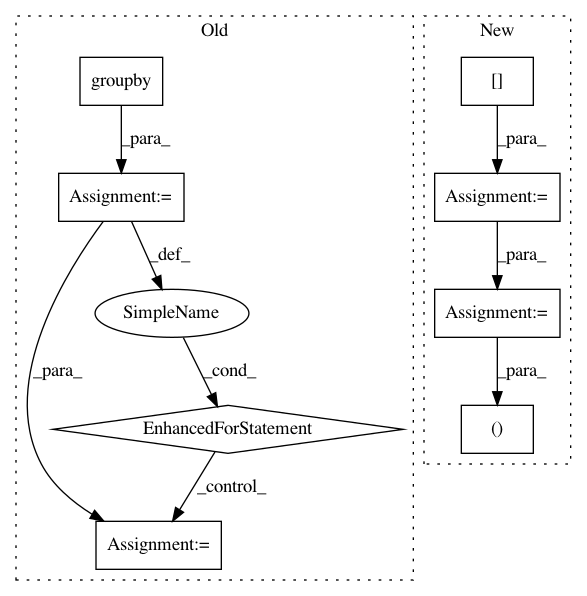 Old
New
groupby
[]
_para_
_para_
Assignment:=
Assignment:=
_def_
_para_
SimpleName
Assignment:=
_para_
_cond_
_para_
EnhancedForStatement
()
_control_
Assignment:=